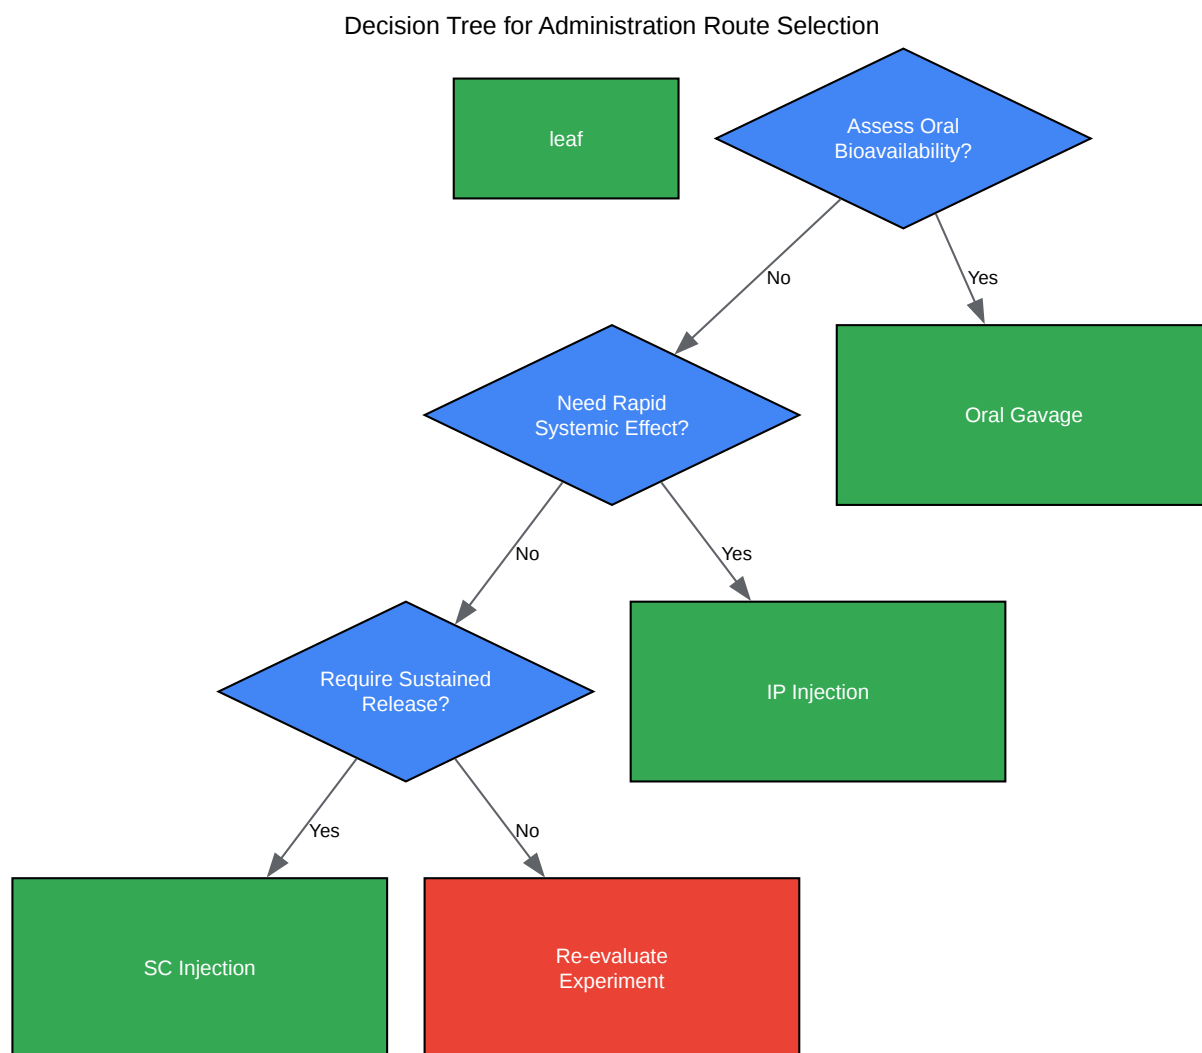 Decision Tree for Administration Route Selection
leaf
Assess Oral
Bioavailability?
No
Yes
Need Rapid
Systemic Effect?
Oral Gavage
No
Yes
Require Sustained
Release?
IP Injection
Yes
No
SC Injection
Re-evaluate
Experiment